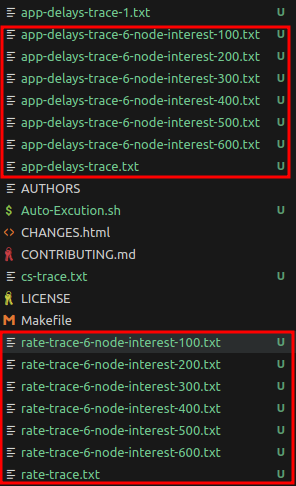 app-delays-trace-1.txt U
app-delays-trace-6-node-interest-100.txt U
app-delays-trace-6-node-interest-200.txt U
app-delays-trace-6-node-interest-300.txt U
app-delays-trace-6-node-interest-400.txt U
app-delays-trace-6-node-interest-500.txt U
app-delays-trace-6-node-interest-600.txt U
app-delays-trace.txt U
AUTHORS
$ Auto-Excution.sh U
<> CHANGES.html
CONTRIBUTING.md
cs-trace.txt U
LICENSE
M Makefile
rate-trace-6-node-interest-100.txt U
rate-trace-6-node-interest-200.txt U
rate-trace-6-node-interest-300.txt U
rate-trace-6-node-interest-400.txt U
rate-trace-6-node-interest-500.txt U
rate-trace-6-node-interest-600.txt U
rate-trace.txt U